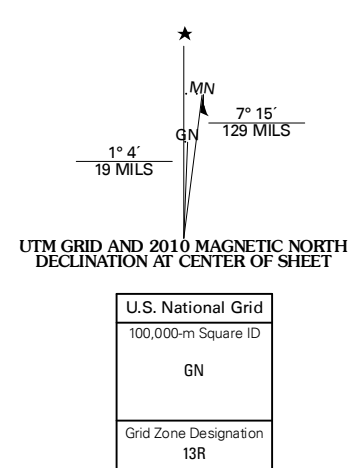 MN
7° 15´
129 MILS
GN
1° 4´
19 MILS
UTM GRID AND 2010 MAGNETIC NORTH
DECLINATION AT CENTER OF SHEET
U.S. National Grid
100,000-m Square ID
GN
Grid Zone Designation
13R